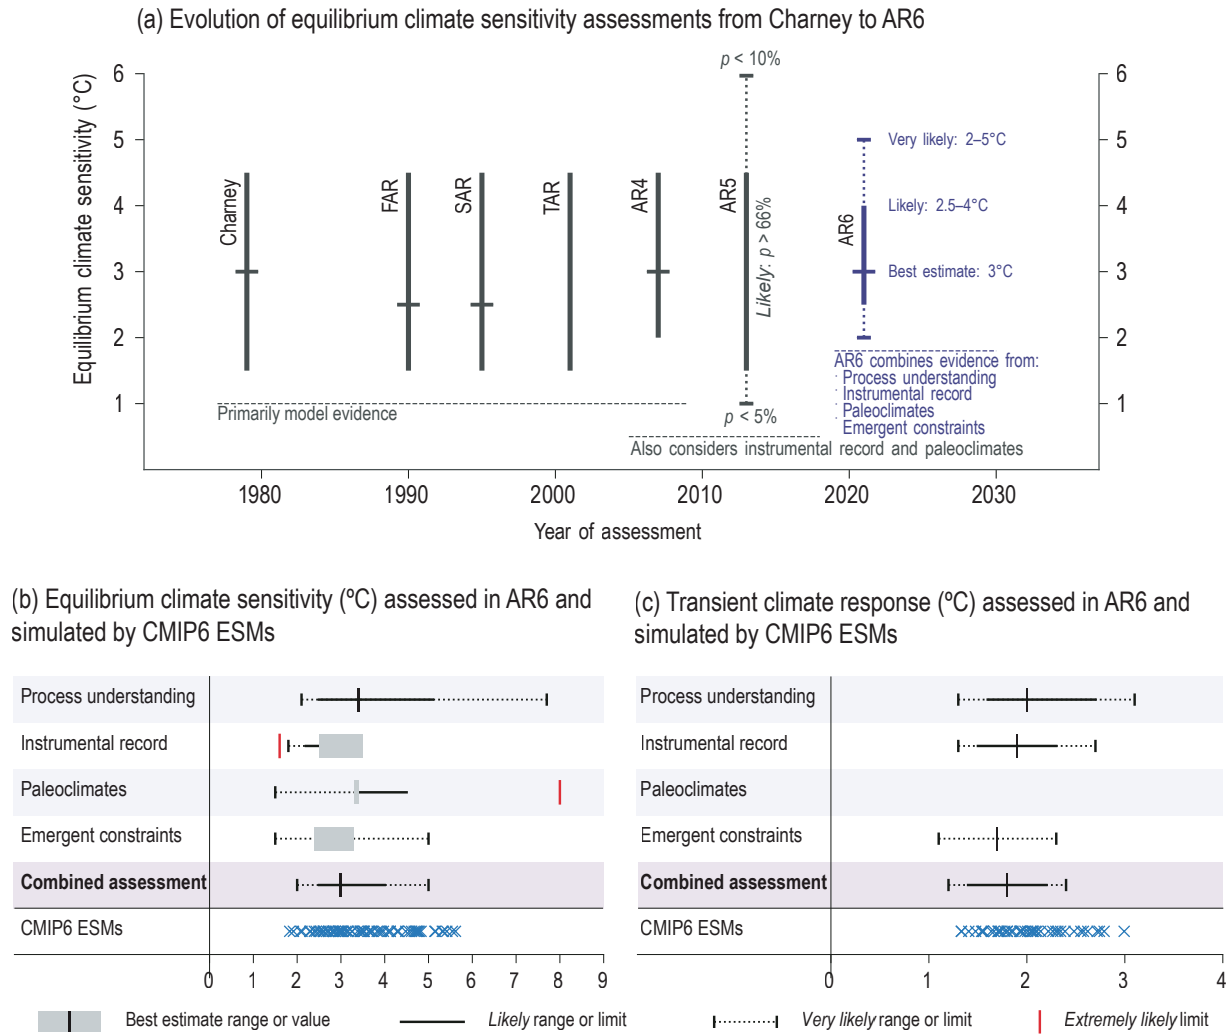 (a) Evolution of equilibrium climate sensitivity assessments from Charney to AR6
Equilibrium climate sensitivity (°C)
6
5
4
3
2
1
Charney
FAR
SAR
TAR
AR4
AR5
AR6
p < 10%
Likely: p > 66%
p < 5%
Very likely: 2–5°C
Likely: 2.5–4°C
Best estimate: 3°C
AR6 combines evidence from:
Process understanding
Instrumental record
Paleoclimates
Emergent constraints
Primarily model evidence
Also considers instrumental record and paleoclimates
6
5
4
3
2
1
1980 1990 2000 2010 2020 2030
Year of assessment
(b) Equilibrium climate sensitivity (ºC) assessed in AR6 and
simulated by CMIP6 ESMs
Process understanding
Instrumental record
Paleoclimates
Emergent constraints
Combined assessment
CMIP6 ESMs
0 1 2 3 4 5 6 7 8 9
(c) Transient climate response (ºC) assessed in AR6 and
simulated by CMIP6 ESMs
Process understanding
Instrumental record
Paleoclimates
Emergent constraints
Combined assessment
CMIP6 ESMs
0 1 2 3 4
Best estimate range or value
Likely range or limit
Very likely range or limit
Extremely likely limit